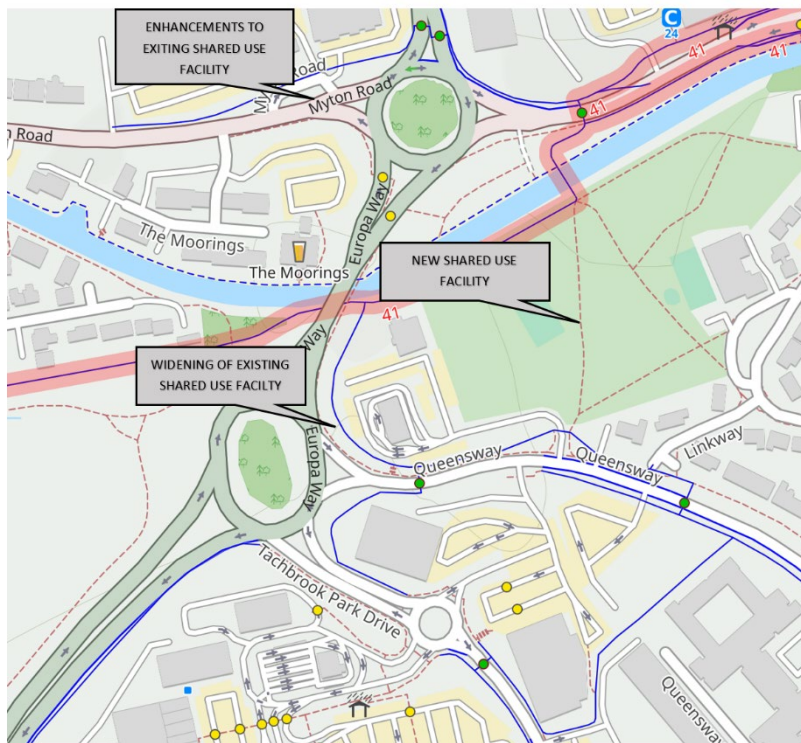 ENHANCEMENTS TO
EXITING SHARED USE
FACILITY
C
24
41
41
41
Myton Road
n Road
Europa Way
The Moorings
The Moorings
NEW SHARED USE
FACILITY
41
WIDENING OF EXISTING
SHARED USE FACILTY
Way
Europa Way
Queensway
Queensway
Linkway
Tachbrook Park Drive
Queensway